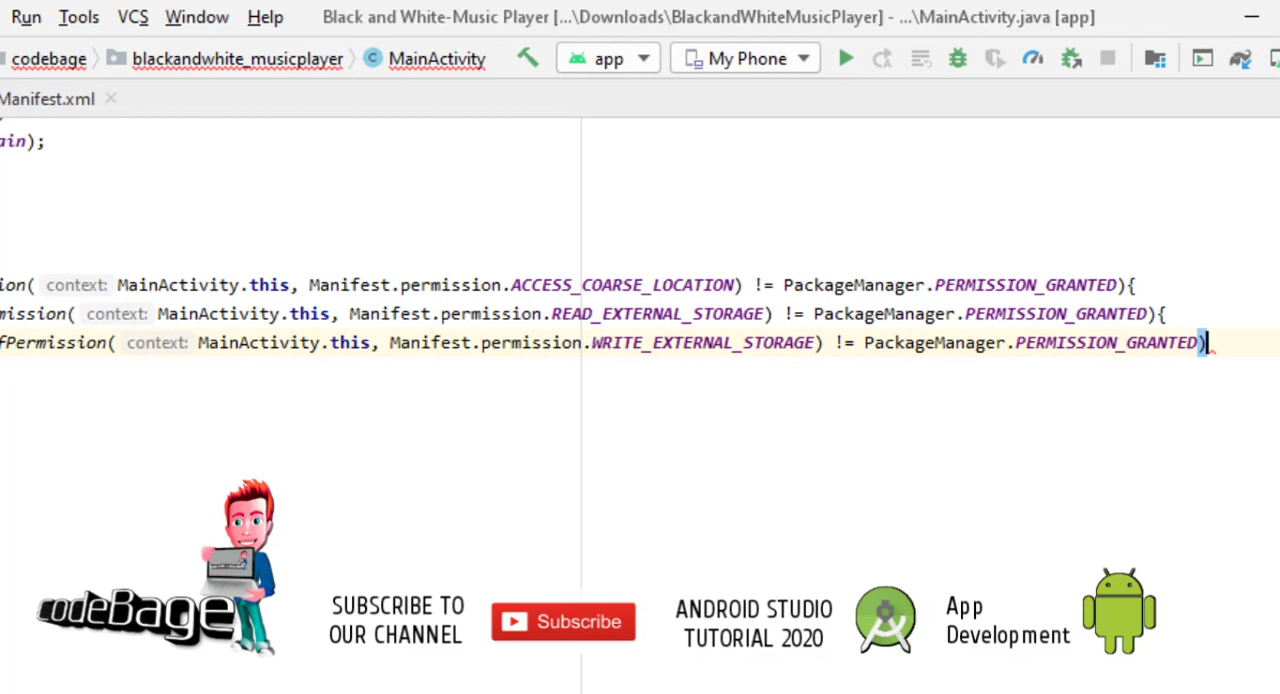 Run Tools VCS Window Help Black and White-Music Player [...\Downloads\BlackandWhiteMusicPlayer] - ...\MainActivity.java [app]
codebage blackandwhite_musicplayer C MainActivity app My Phone
Manifest.xml
ain);
ion( context: MainActivity.this, Manifest.permission.ACCESS_COARSE_LOCATION) != PackageManager.PERMISSION_GRANTED){
mission( context: MainActivity.this, Manifest.permission.READ_EXTERNAL_STORAGE) != PackageManager.PERMISSION_GRANTED){
fPermission( context: MainActivity.this, Manifest.permission.WRITE_EXTERNAL_STORAGE) != PackageManager.PERMISSION_GRANTED)
codeBage
SUBSCRIBE TO
OUR CHANNEL
Subscribe
ANDROID STUDIO
TUTORIAL 2020
App
Development